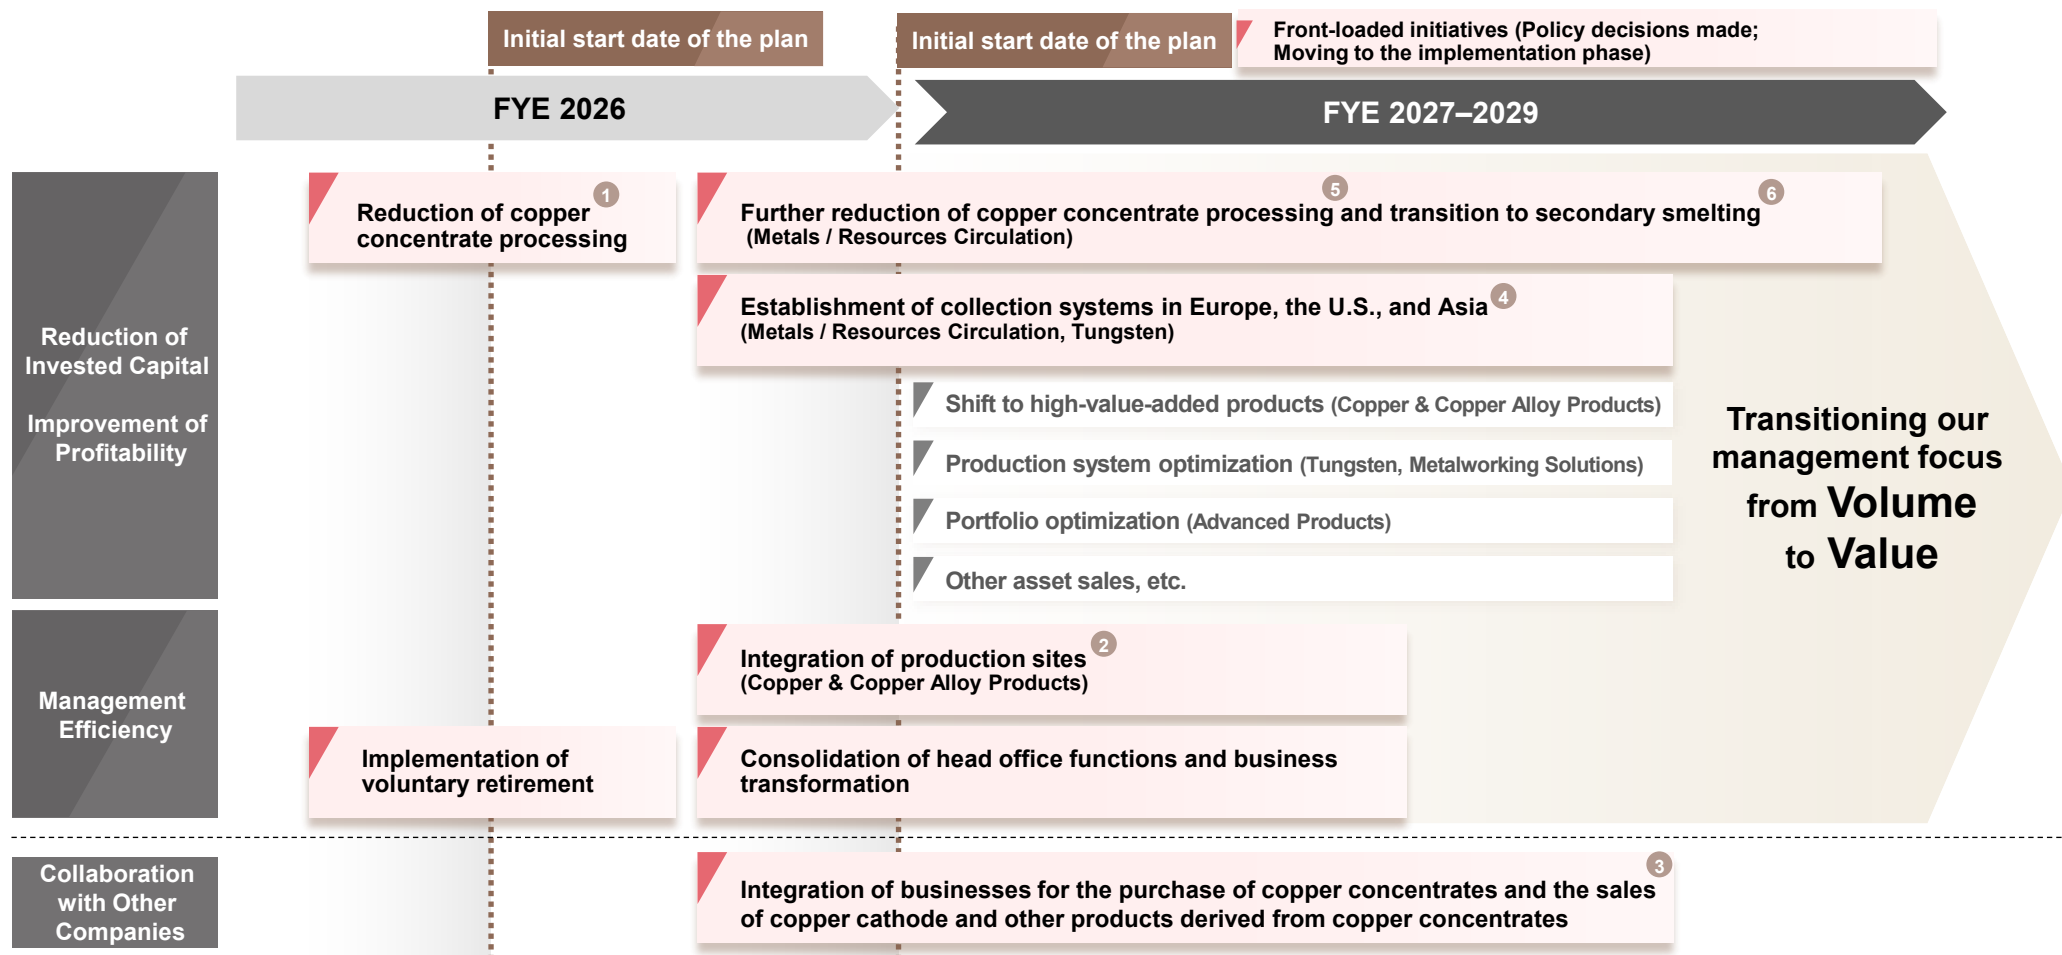 Initial start date of the plan
Initial start date of the plan
Front-loaded initiatives (Policy decisions made;
Moving to the implementation phase)
FYE 2026
FYE 2027–2029
Reduction of
Invested Capital
Improvement of
Profitability
1
Reduction of copper
concentrate processing
5
6
Further reduction of copper concentrate processing and transition to secondary smelting
(Metals / Resources Circulation)
4
Establishment of collection systems in Europe, the U.S., and Asia
(Metals / Resources Circulation, Tungsten)
Shift to high-value-added products (Copper & Copper Alloy Products)
Production system optimization (Tungsten, Metalworking Solutions)
Portfolio optimization (Advanced Products)
Other asset sales, etc.
Transitioning our
management focus
from Volume
to Value
Management
Efficiency
2
Integration of production sites
(Copper & Copper Alloy Products)
Implementation of
voluntary retirement
Consolidation of head office functions and business
transformation
Collaboration
with Other
Companies
3
Integration of businesses for the purchase of copper concentrates and the sales
of copper cathode and other products derived from copper concentrates